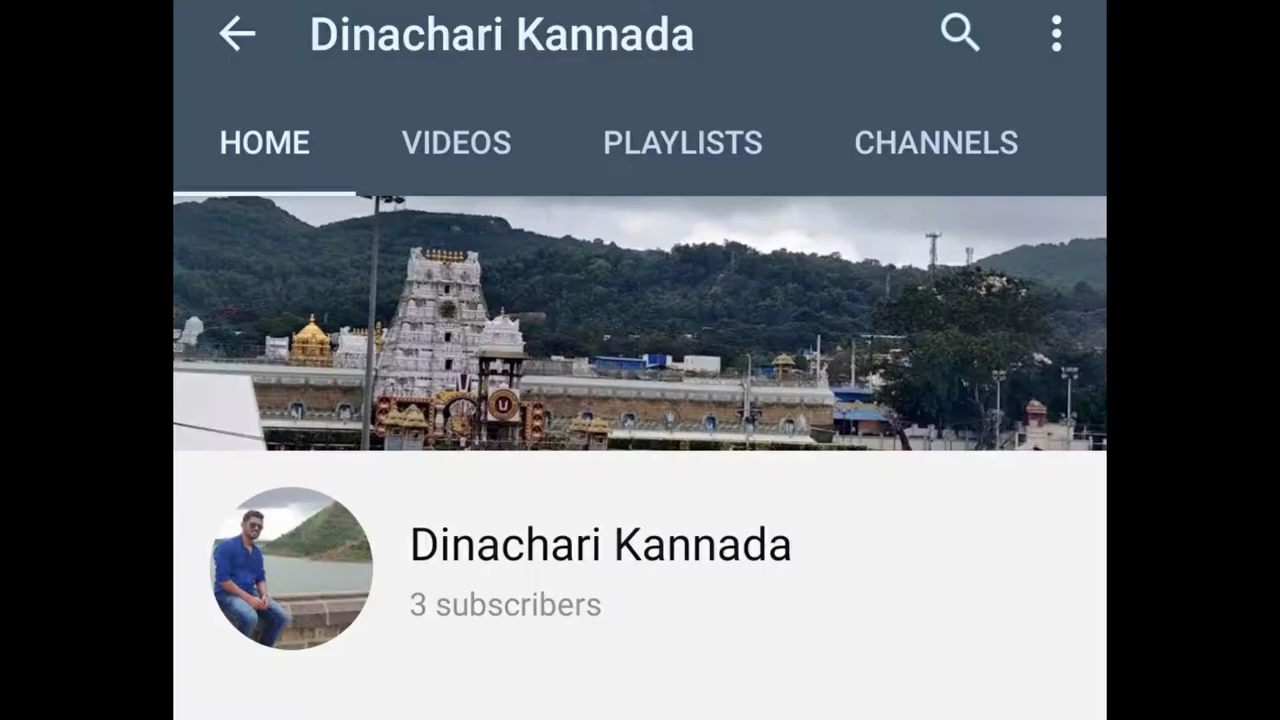 Dinachari Kannada
HOME VIDEOS PLAYLISTS CHANNELS
Dinachari Kannada
3 subscribers